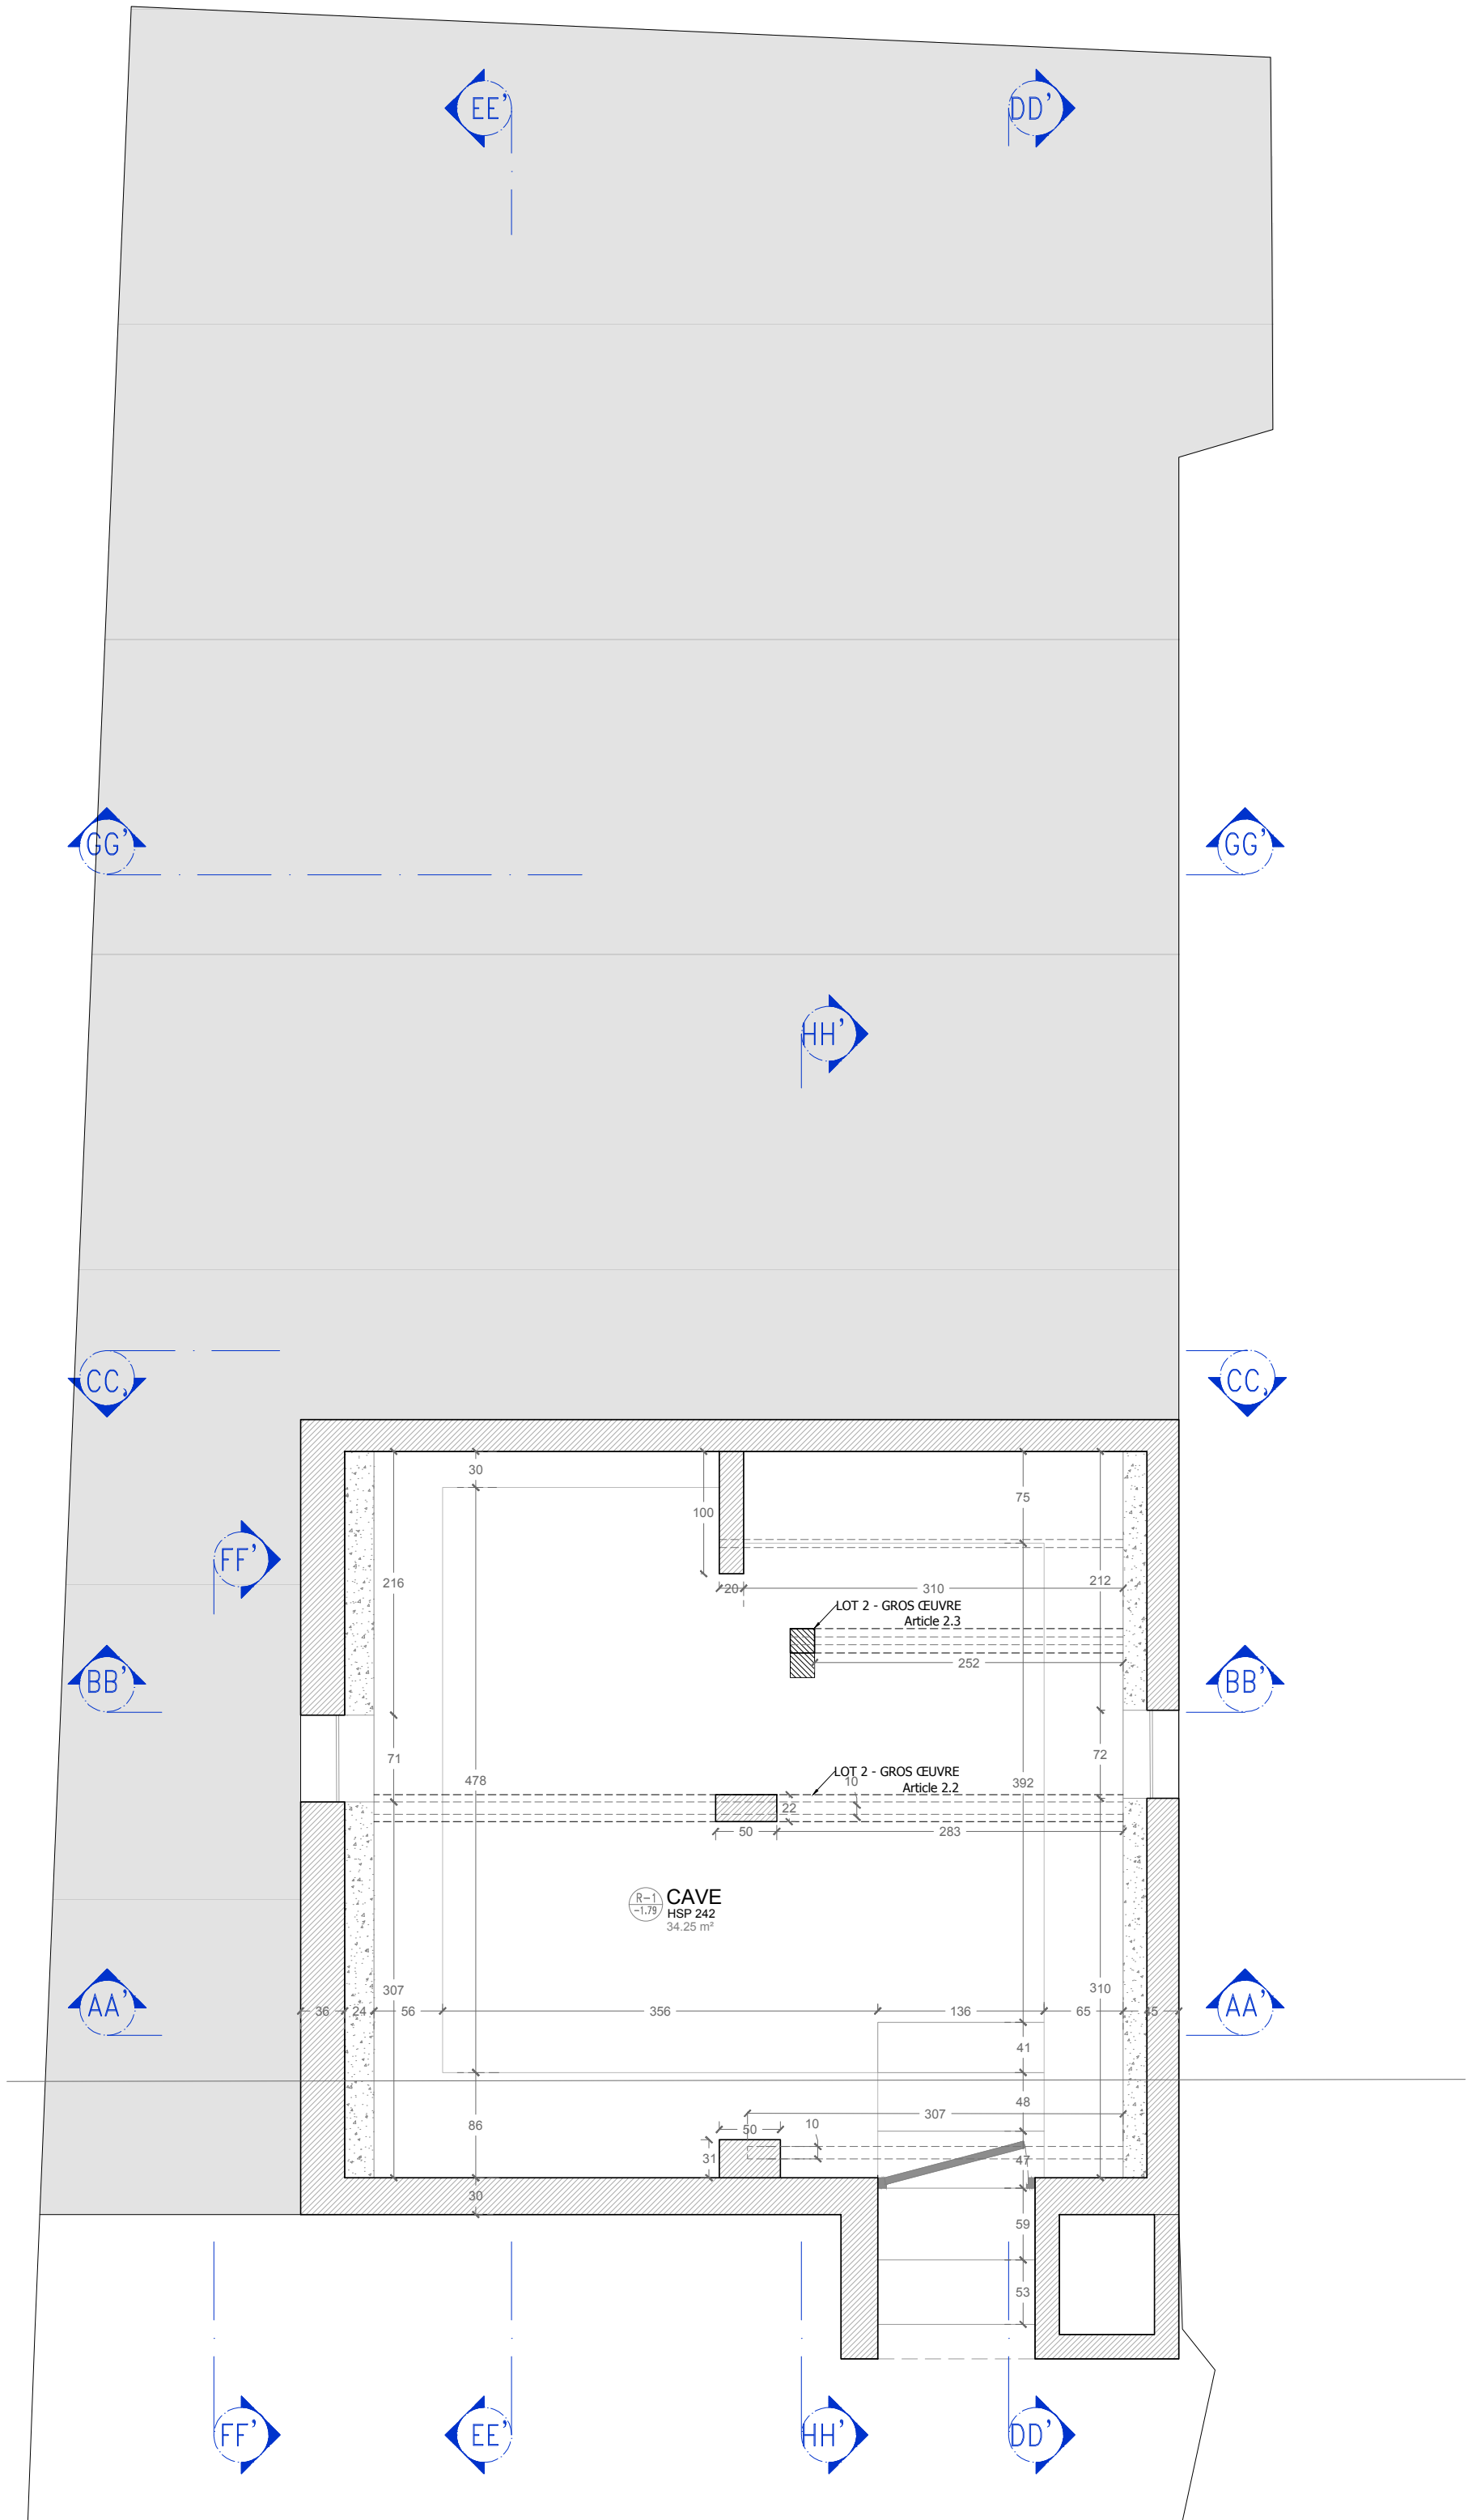 EE' DD'
GG' GG'
HH'
CC, CC,
30
75
100
FF'
216
212
20 310
LOT 2 - GROS ŒUVRE
Article 2.3
252
BB' BB'
71
72
LOT 2 - GROS ŒUVRE
Article 2.2
10
478
392
22
50 283
R-1
-1.79
CAVE
HSP 242
34.25 m²
307
310
AA' AA'
36 24 56 356 136 65 45
41
48
307
86
50
10
31
47
30
59
53
FF' EE' HH' DD'